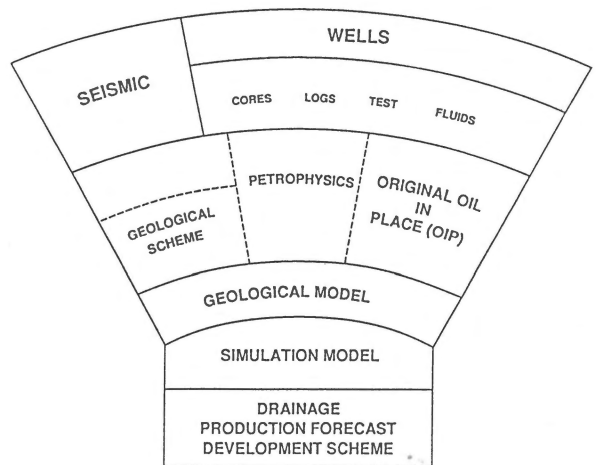 WELLS
SEISMIC
CORES LOGS TEST FLUIDS
PETROPHYSICS
ORIGINAL OIL
IN
PLACE (OIP)
GEOLOGICAL
SCHEME
GEOLOGICAL MODEL
SIMULATION MODEL
DRAINAGE
PRODUCTION FORECAST
DEVELOPMENT SCHEME